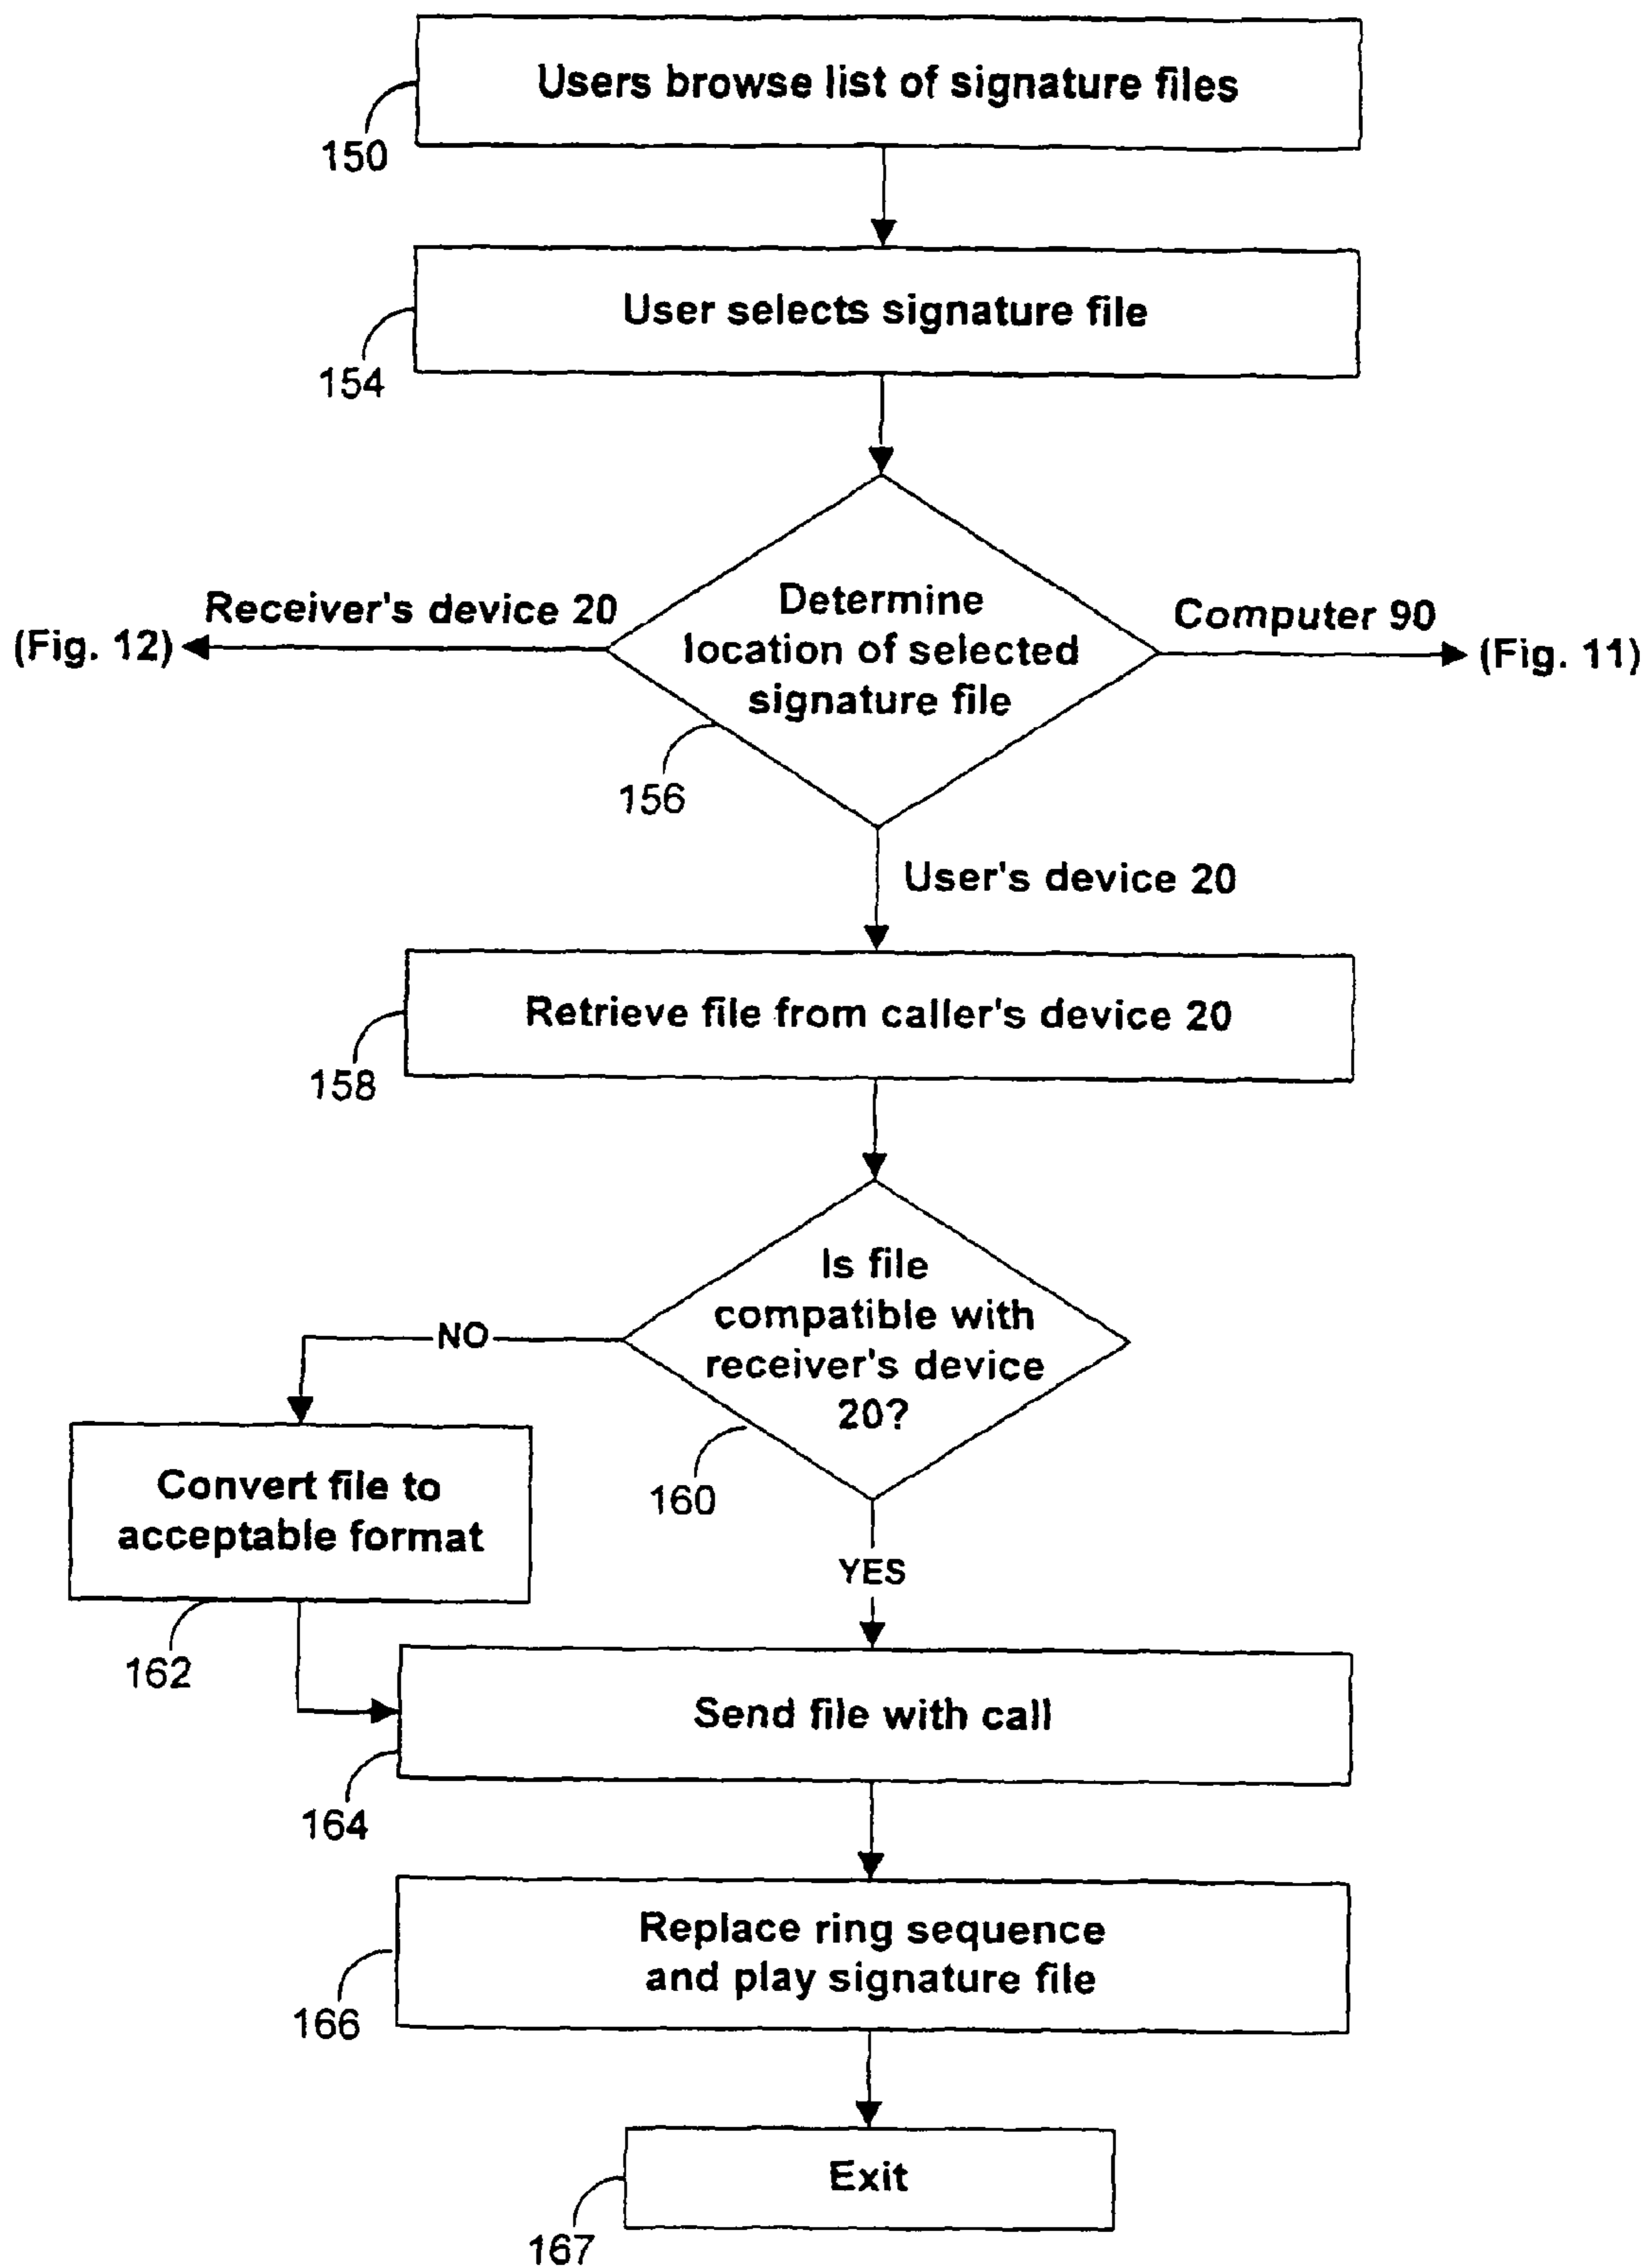 Users browse list of signature files
150
User selects signature file
154
Determine
location of selected
signature file
Receiver's device 20
(Fig. 12)
Computer 90
(Fig. 11)
156
User's device 20
Retrieve file from caller's device 20
158
Is file
compatible with
receiver's device
20?
160
NO
Convert file to
acceptable format
162
YES
Send file with call
164
Replace ring sequence
and play signature file
166
Exit
167